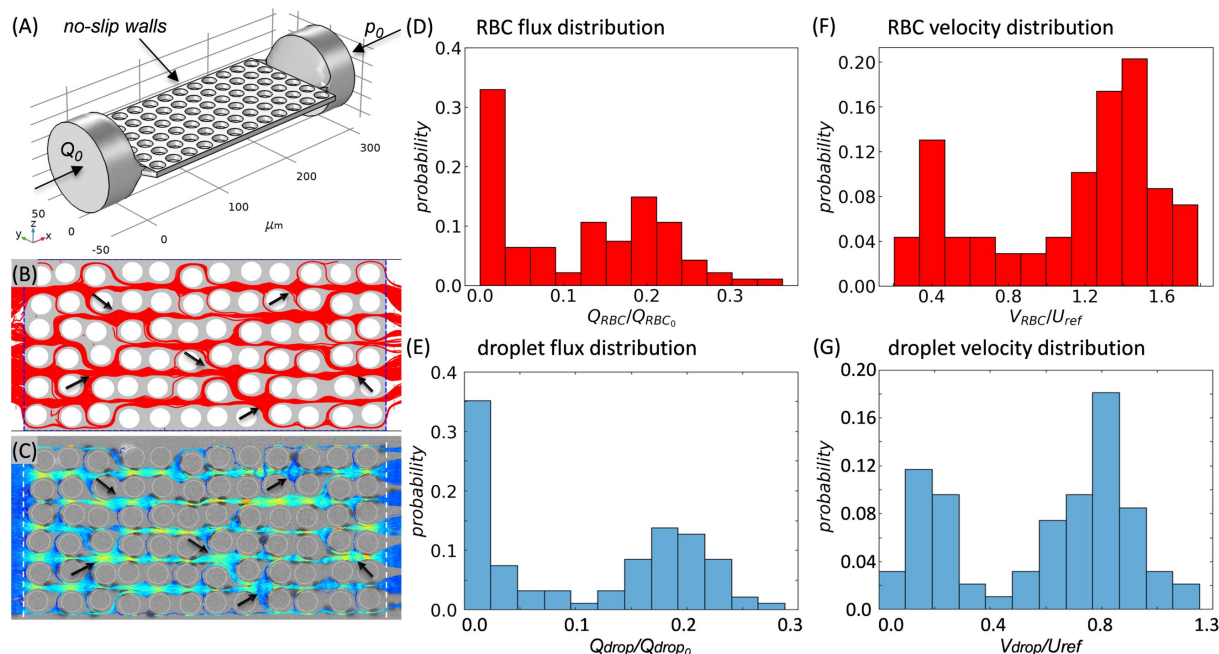 (A)
no-slip walls
p0
Q0
300
200
100
μm
0
50
0
-50
z
y
x
(B)
(C)
(D) RBC flux distribution
probability
0.4
0.3
0.2
0.1
0.0
0.0 0.1 0.2 0.3
QRBC/QRBC0
(E) droplet flux distribution
probability
0.4
0.3
0.2
0.1
0.0
0.0 0.1 0.2 0.3
Qdrop/Qdrop0
(F) RBC velocity distribution
probability
0.20
0.16
0.12
0.08
0.04
0.0
0.4 0.8 1.2 1.6
VRBC/Uref
(G) droplet velocity distribution
probability
0.20
0.16
0.12
0.08
0.04
0.0
0.0 0.4 0.8 1.3
Vdrop/Uref